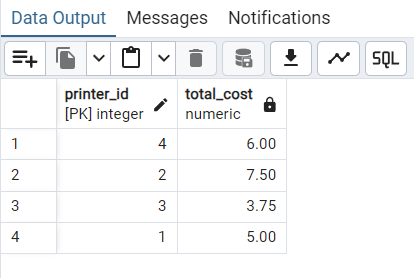 Data Output Messages Notifications
SQL
printer_id total_cost
[PK] integer numeric
1 4 6.00
2 2 7.50
3 3 3.75
4 1 5.00